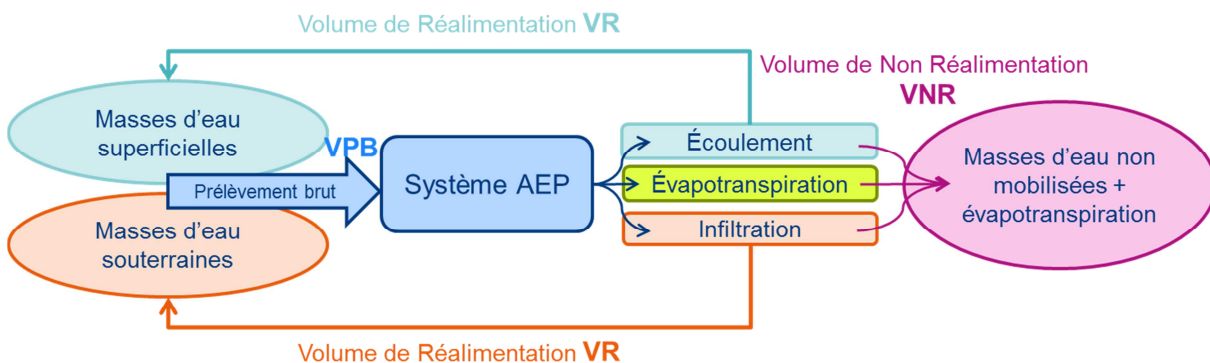 Volume de Réalimentation VR
Volume de Non Réalimentation
VNR
Masses d'eau
superficielles
VPB
Prélèvement brut
Système AEP
Écoulement
Évapotranspiration
Infiltration
Masses d'eau non
mobilisées +
évapotranspiration
Masses d'eau
souterraines
Volume de Réalimentation VR